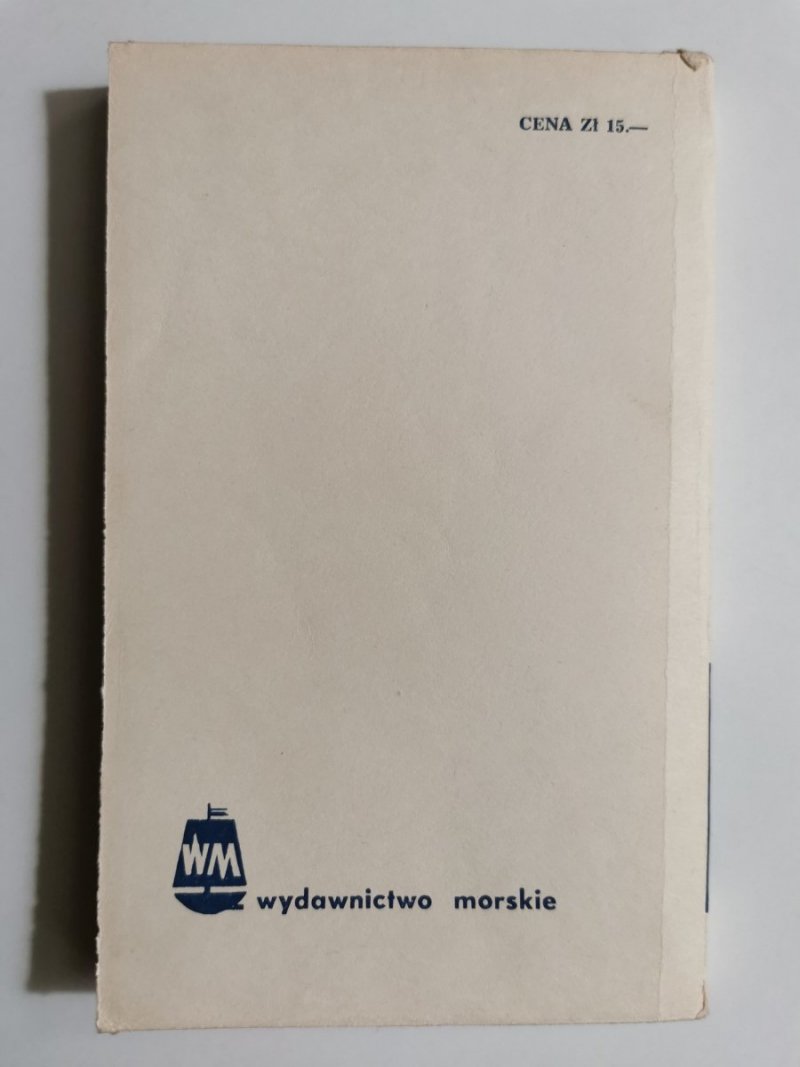 CENA Zł 15.—
WM
wydawnictwo morskie